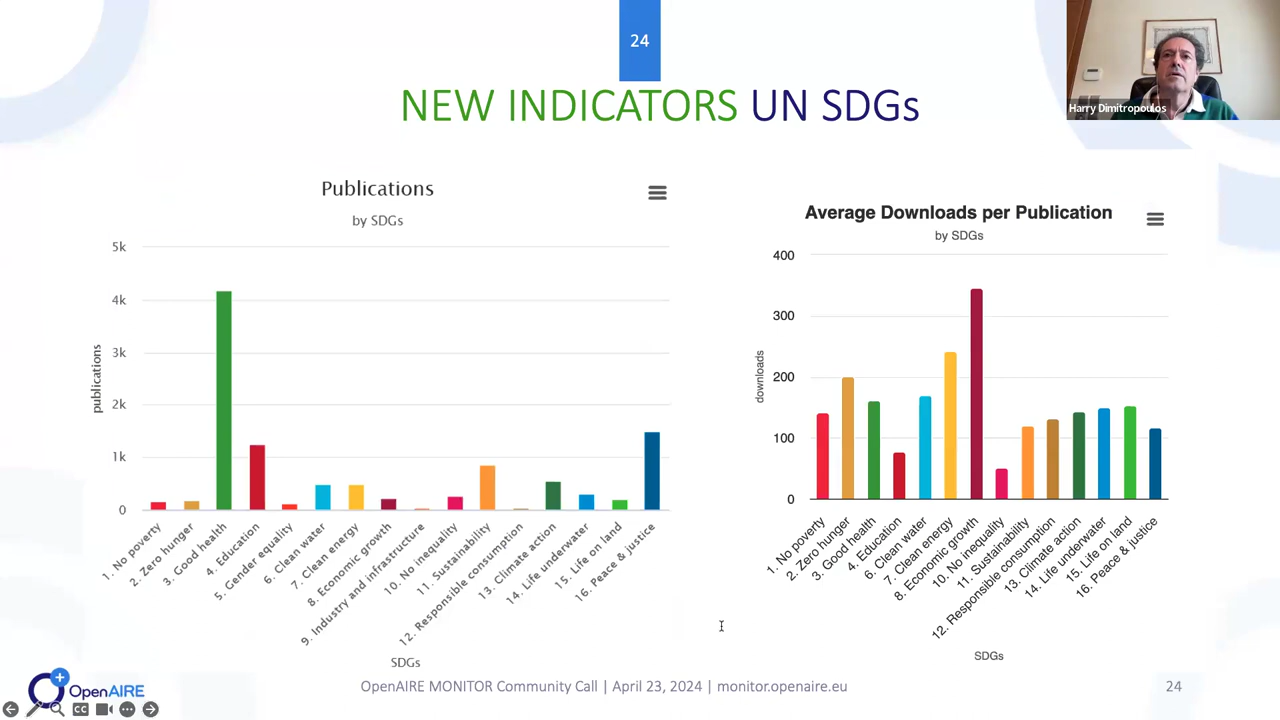 24
NEW INDICATORS UN SDGs
Harry Dimitropoulos
Publications
by SDGs
publications
5k
4k
3k
2k
1k
0
1. No poverty
2. Zero hunger
3. Good health
4. Education
5. Gender equality
6. Clean water
7. Clean energy
8. Economic growth
9. Industry and infrastructure
10. No inequality
11. Sustainability
12. Responsible consumption
13. Climate action
14. Life underwater
15. Life on land
16. Peace & justice
SDGs
Average Downloads per Publication
by SDGs
downloads
400
300
200
100
0
1. No poverty
2. Zero hunger
3. Good health
4. Education
6. Clean water
7. Clean energy
8. Economic growth
10. No inequality
11. Sustainability
12. Responsible consumption
13. Climate action
14. Life underwater
15. Life on land
16. Peace & justice
SDGs
OpenAIRE
CC
OpenAIRE MONITOR Community Call | April 23, 2024 | monitor.openaire.eu
24